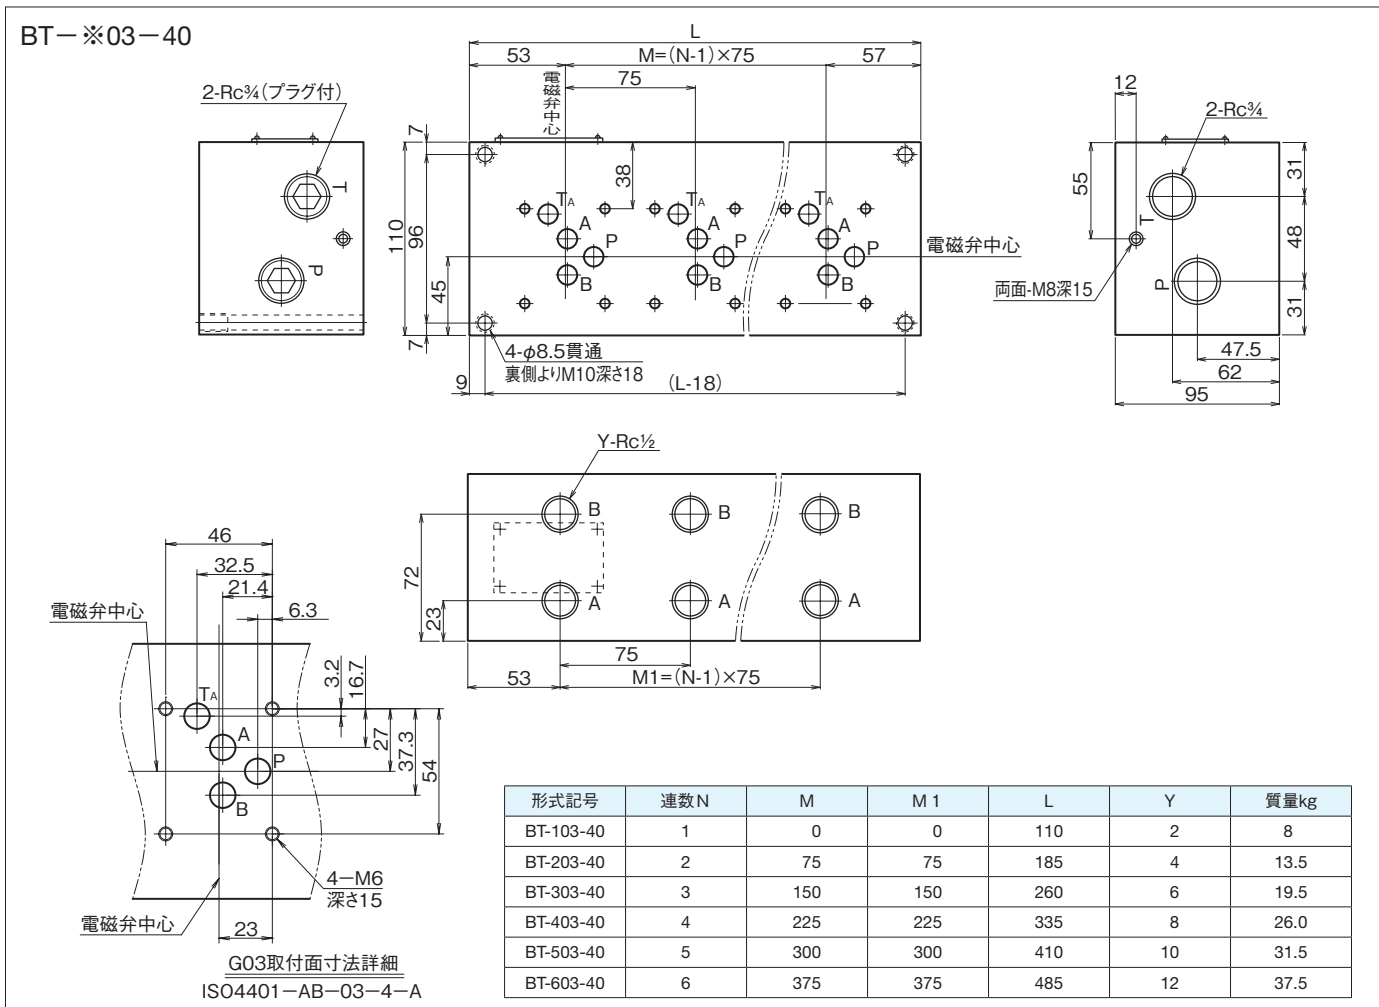 BT－※03－40
2-Rc¾(プラグ付)
T
P
L
53
M=(N-1)×75
57
電磁弁中心
75
7
110
96
45
7
38
TA
A
P
B
TA
A
P
B
TA
A
P
B
電磁弁中心
4-φ8.5貫通
裏側よりM10深さ18
9
(L-18)
12
2-Rc¾
55
31
48
31
T
P
両面-M8深15
47.5
62
95
Y-Rc½
B
B
B
A
A
A
72
23
75
53
M1=(N-1)×75
46
32.5
21.4
6.3
電磁弁中心
3.2
16.7
27
37.3
54
TA
A
P
B
4－M6
深さ15
電磁弁中心
23
G03取付面寸法詳細
ISO4401－AB－03－4－A
形式記号 連数N M M1 L Y 質量kg
BT-103-40 1 0 0 110 2 8
BT-203-40 2 75 75 185 4 13.5
BT-303-40 3 150 150 260 6 19.5
BT-403-40 4 225 225 335 8 26.0
BT-503-40 5 300 300 410 10 31.5
BT-603-40 6 375 375 485 12 37.5